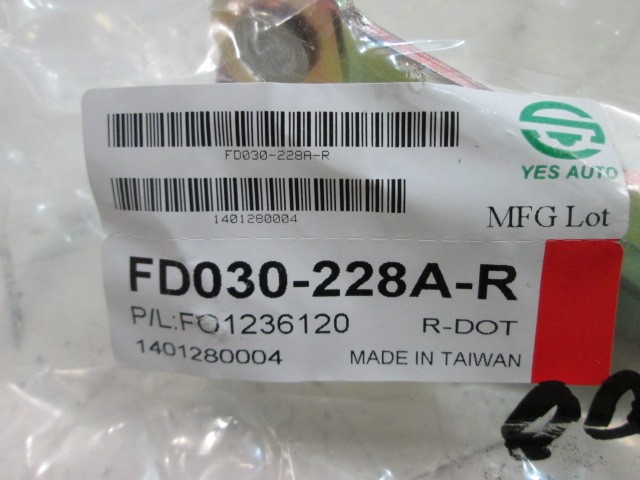 FD030-228A-R
YES AUTO
1401280004
MFG Lot
FD030-228A-R
P/L:FO1236120 R-DOT
1401280004 MADE IN TAIWAN